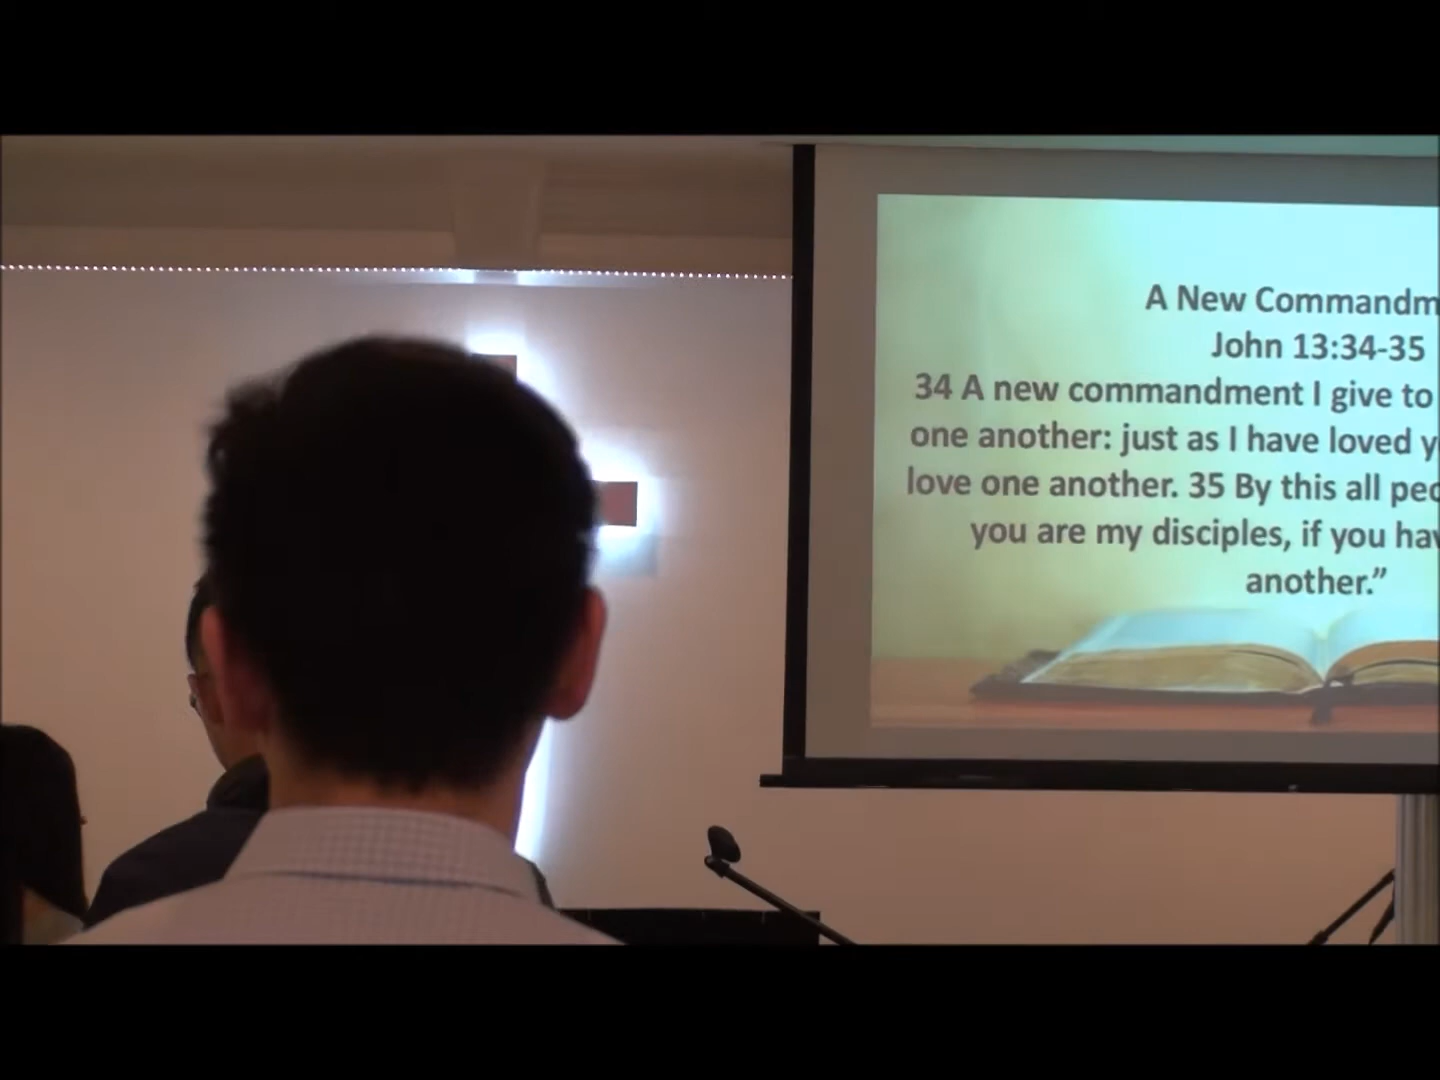 A New Commandm
John 13:34-35
34 A new commandment I give to
one another: just as I have loved y
love one another. 35 By this all peo
you are my disciples, if you hav
another.”